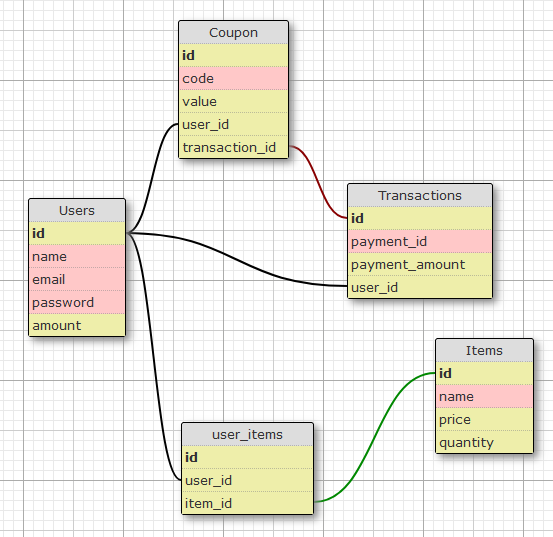 Coupon
id
code
value
user_id
transaction_id
Users
id
name
email
password
amount
Transactions
id
payment_id
payment_amount
user_id
Items
id
name
price
quantity
user_items
id
user_id
item_id